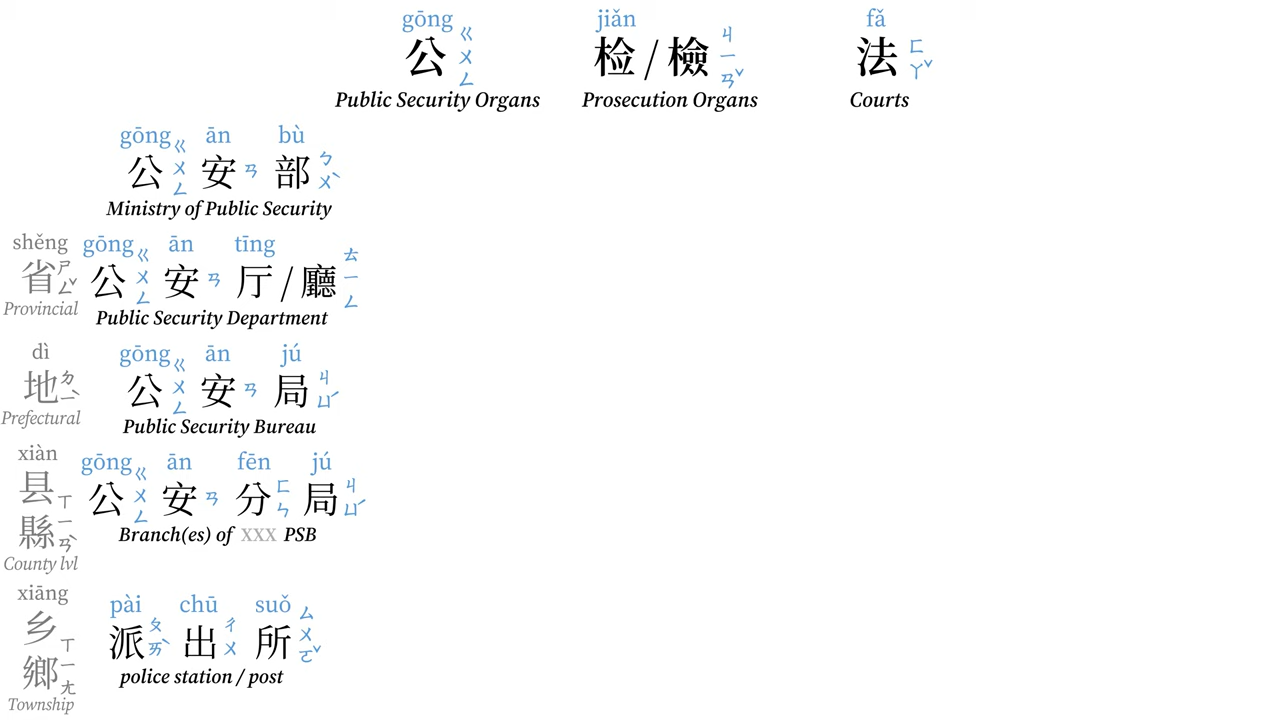 gōng jiǎn fǎ
公 ㄍㄨㄥ 检/檢 ㄐㄧㄢˇ 法 ㄈㄚˇ
Public Security Organs Prosecution Organs Courts
gōng ān bù
公 ㄍㄨㄥ 安 ㄢ 部 ㄅㄨˋ
Ministry of Public Security
shěng gōng ān tīng
省 ㄕㄥˇ 公 ㄍㄨㄥ 安 ㄢ 厅/廳 ㄊㄧㄥ
Provincial Public Security Department
dì gōng ān jú
地 ㄉㄧˋ 公 ㄍㄨㄥ 安 ㄢ 局 ㄐㄩˊ
Prefectural Public Security Bureau
xiàn gōng ān fēn jú
县 縣 ㄒㄧㄢˋ 公 ㄍㄨㄥ 安 ㄢ 分 ㄈㄣ 局 ㄐㄩˊ
Branch(es) of XXX PSB
County lvl
xiāng pài chū suǒ
乡 鄉 ㄒㄧㄤ 派 ㄆㄞˋ 出 ㄔㄨ 所 ㄙㄨㄛˇ
Township police station / post